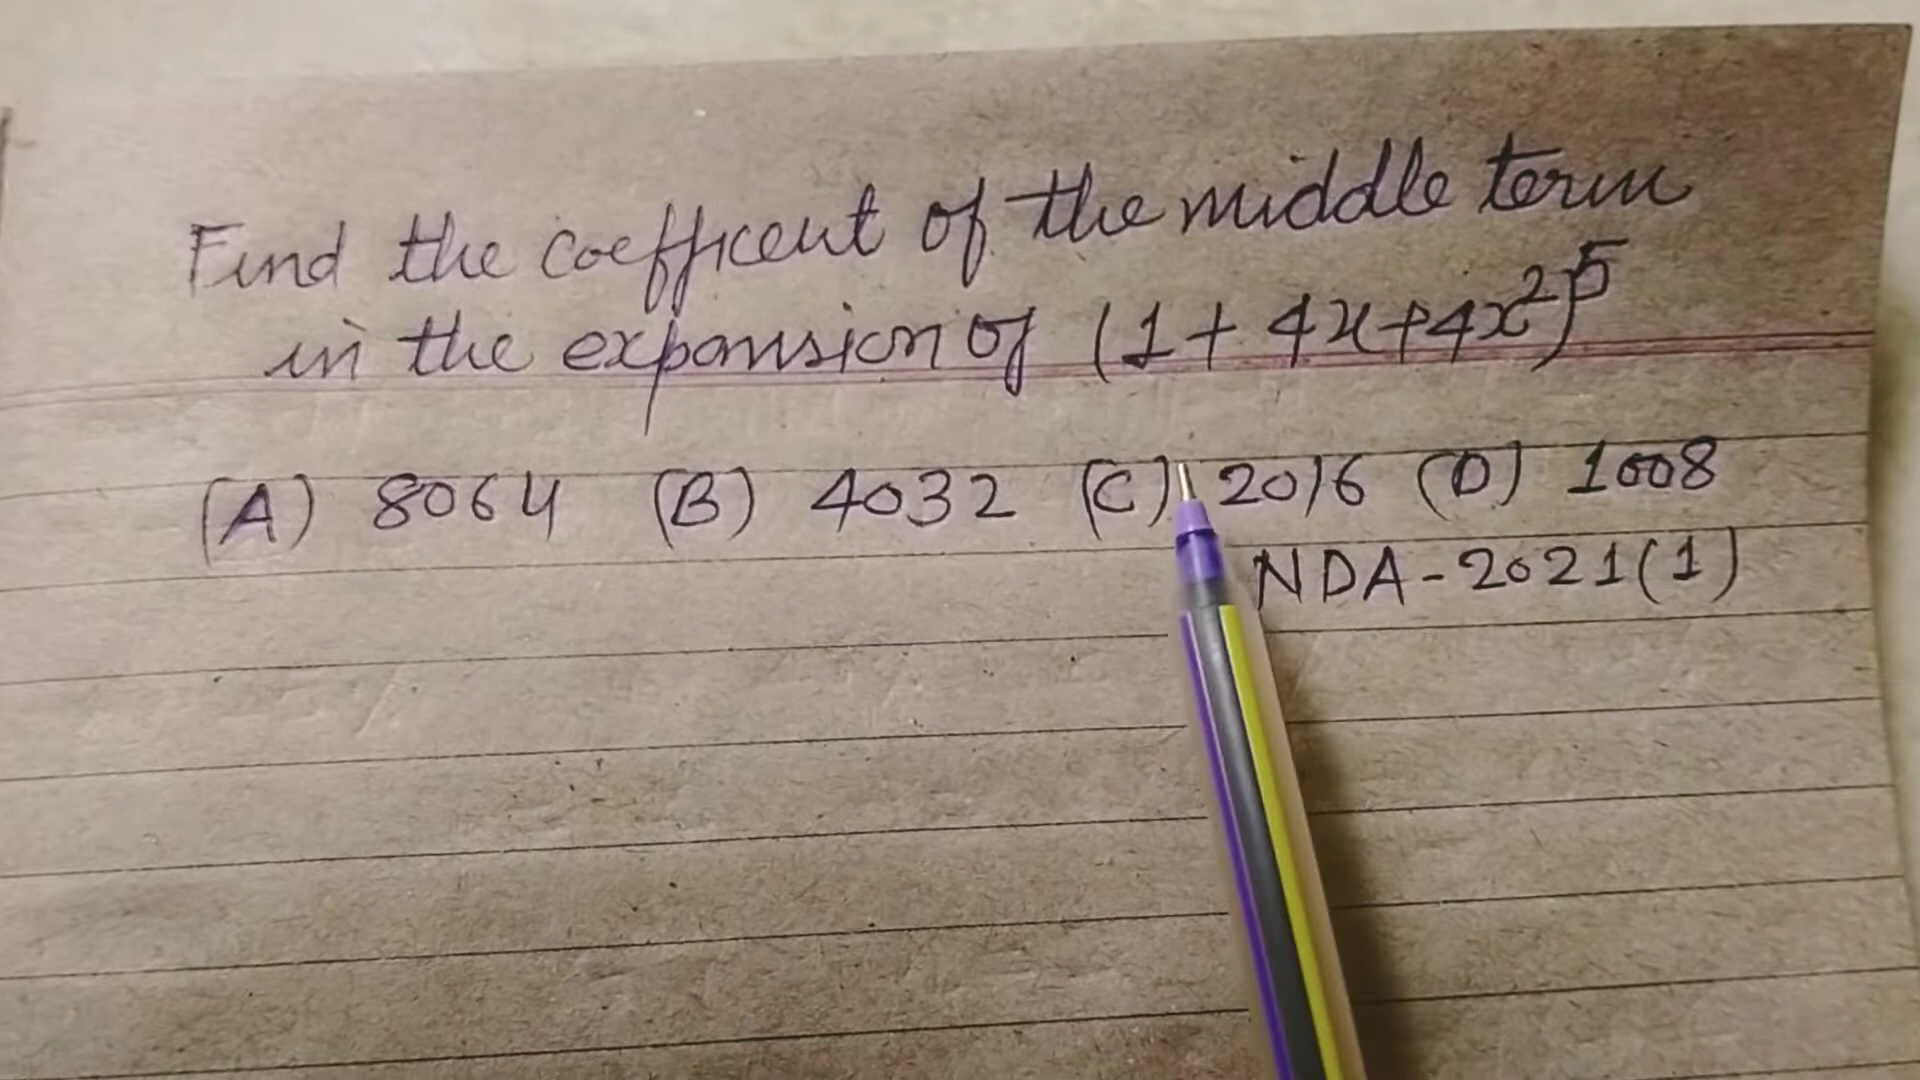 Find the coefficent of the middle term
in the expansion of (1 + 4x + 4x²)⁵
(A) 8064 (B) 4032 (C) 2016 (D) 1008
NDA-2021(1)